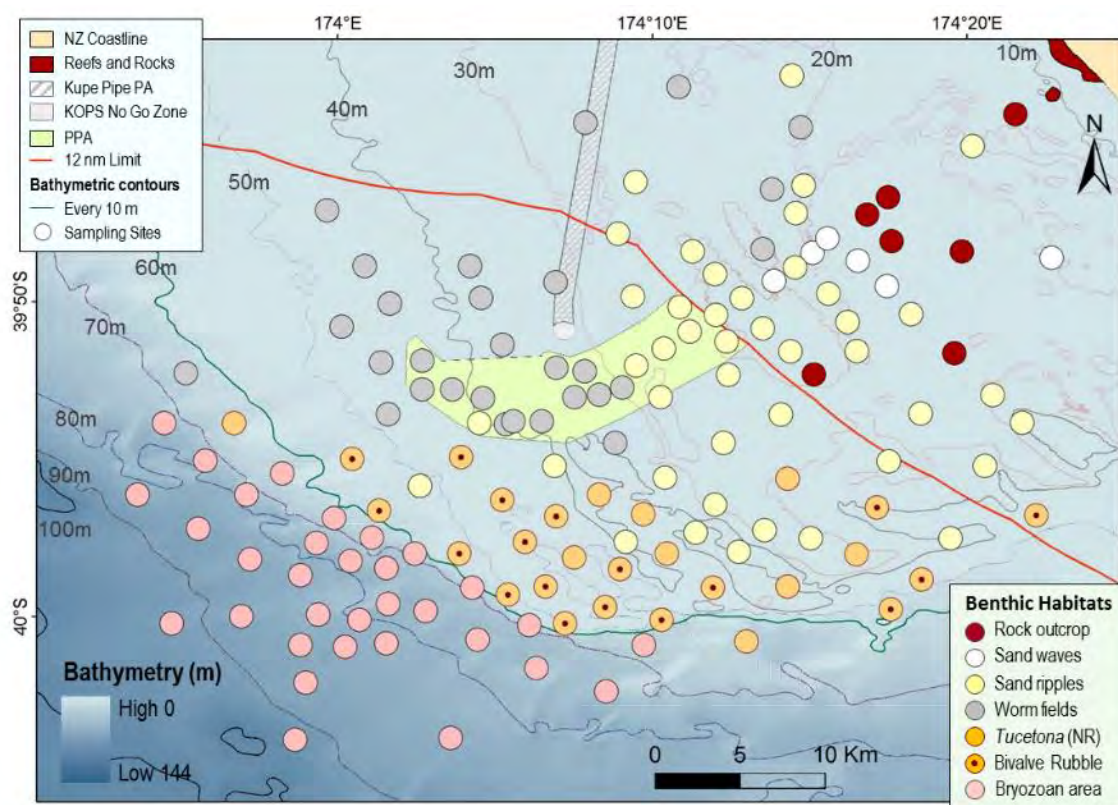 174°E
174°10'E
174°20'E
NZ Coastline
Reefs and Rocks
Kupe Pipe PA
KOPS No Go Zone
PPA
12 nm Limit
Bathymetric contours
Every 10 m
Sampling Sites
10m
20m
30m
40m
50m
60m
70m
80m
90m
100m
N
39°50'S
40°S
Bathymetry (m)
High 0
Low 144
0 5 10 Km
Benthic Habitats
Rock outcrop
Sand waves
Sand ripples
Worm fields
Tucetona (NR)
Bivalve Rubble
Bryozoan area